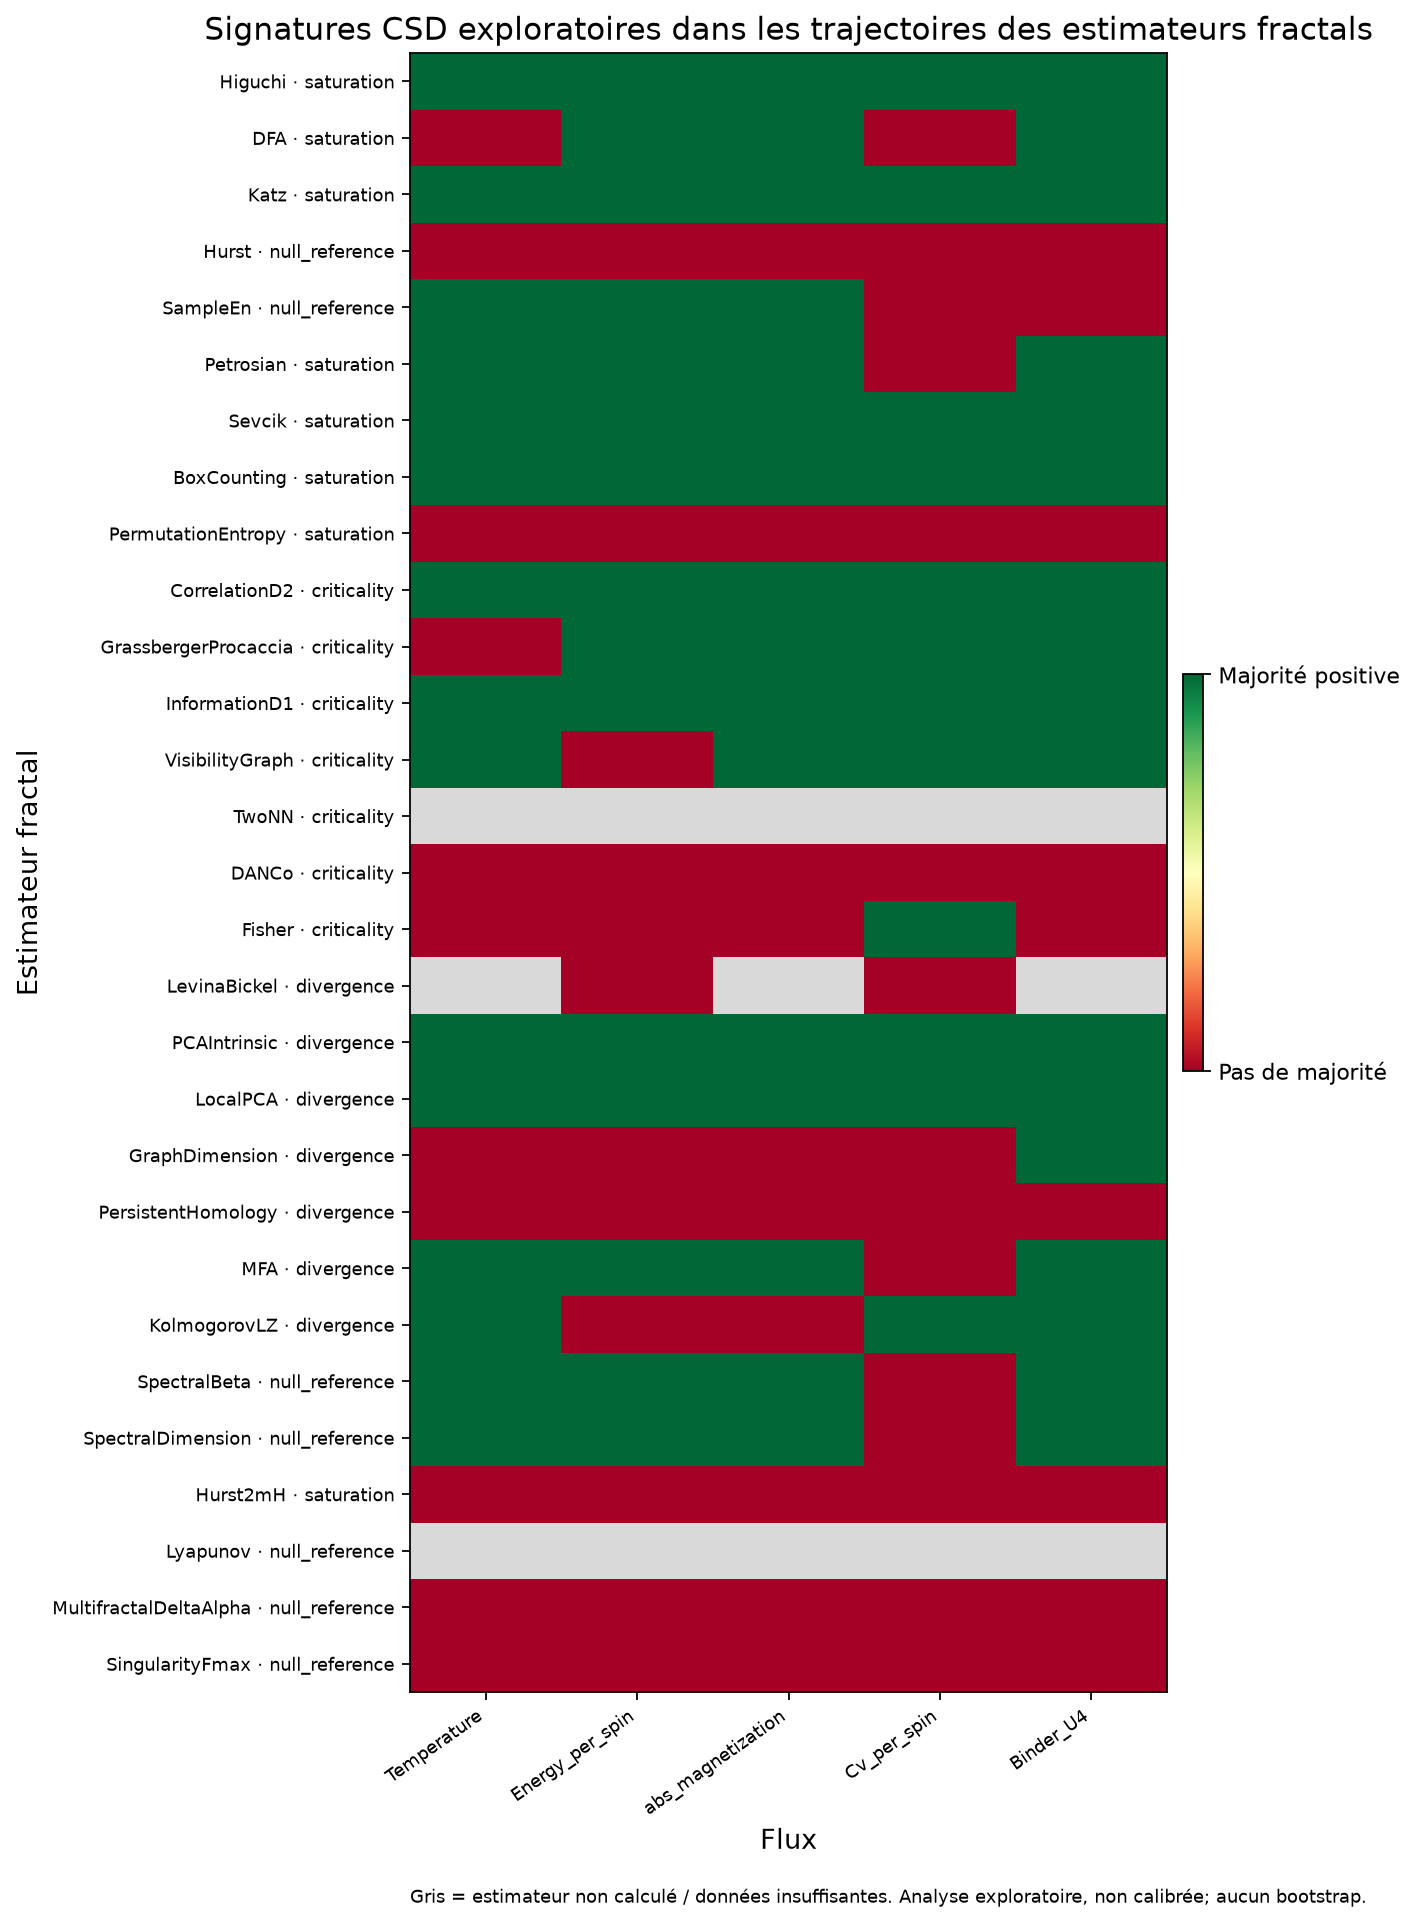 Signatures CSD exploratoires dans les trajectoires des estimateurs fractals
Estimateur fractal
Higuchi · saturation
DFA · saturation
Katz · saturation
Hurst · null_reference
SampleEn · null_reference
Petrosian · saturation
Sevcik · saturation
BoxCounting · saturation
PermutationEntropy · saturation
CorrelationD2 · criticality
GrassbergerProcaccia · criticality
InformationD1 · criticality
VisibilityGraph · criticality
TwoNN · criticality
DANCo · criticality
Fisher · criticality
LevinaBickel · divergence
PCAIntrinsic · divergence
LocalPCA · divergence
GraphDimension · divergence
PersistentHomology · divergence
MFA · divergence
KolmogorovLZ · divergence
SpectralBeta · null_reference
SpectralDimension · null_reference
Hurst2mH · saturation
Lyapunov · null_reference
MultifractalDeltaAlpha · null_reference
SingularityFmax · null_reference
Majorité positive
Pas de majorité
Temperature
Energy_per_spin
abs_magnetization
Cv_per_spin
Binder_U4
Flux
Gris = estimateur non calculé / données insuffisantes. Analyse exploratoire, non calibrée; aucun bootstrap.